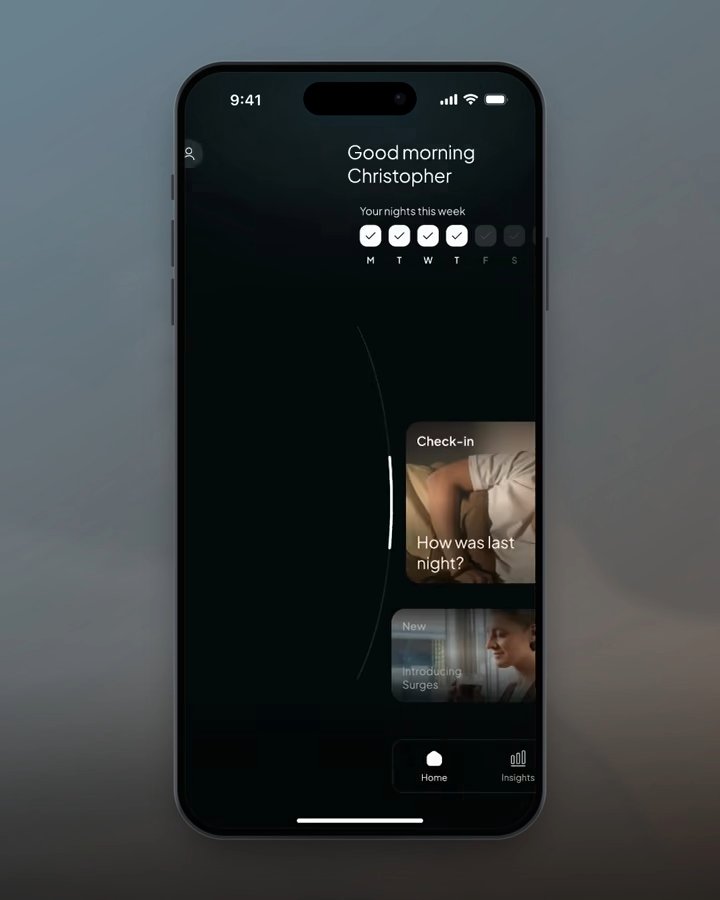 9:41
Good morning
Christopher
Your nights this week
M T W T F S
Check-in
How was last
night?
New
Introducing
Surges
Home Insights